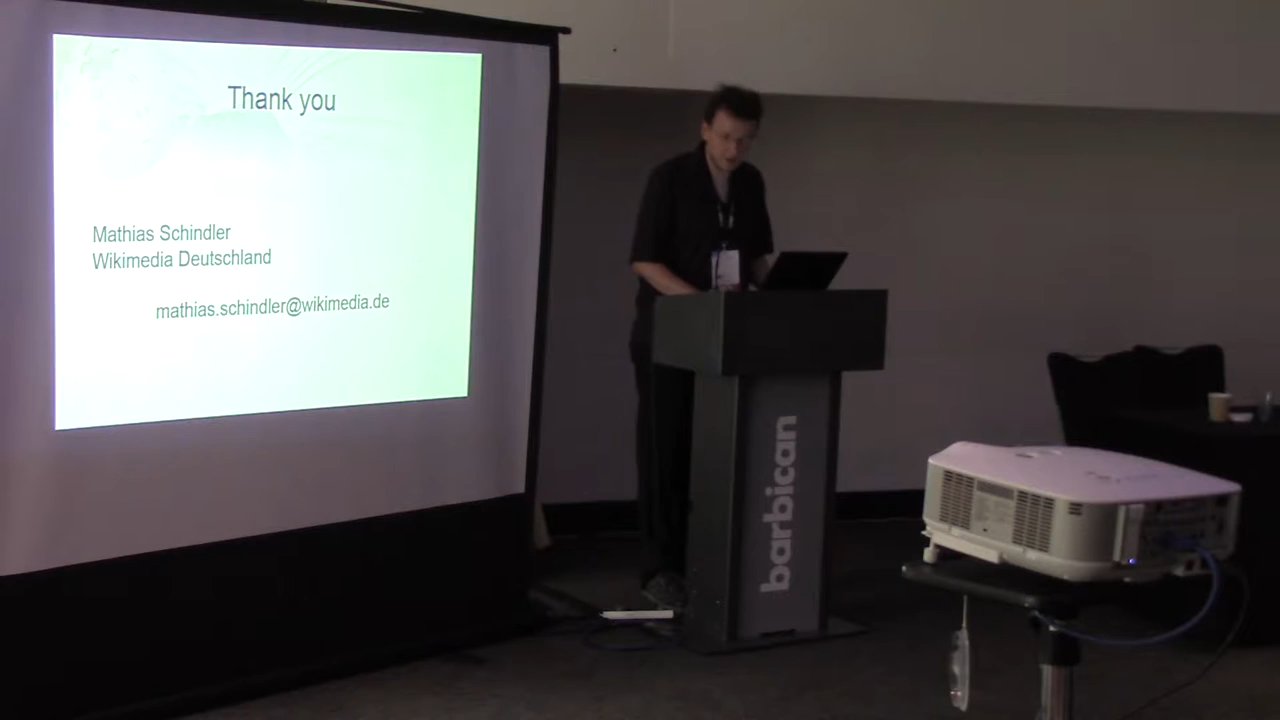 Thank you
Mathias Schindler
Wikimedia Deutschland
mathias.schindler@wikimedia.de
barbican